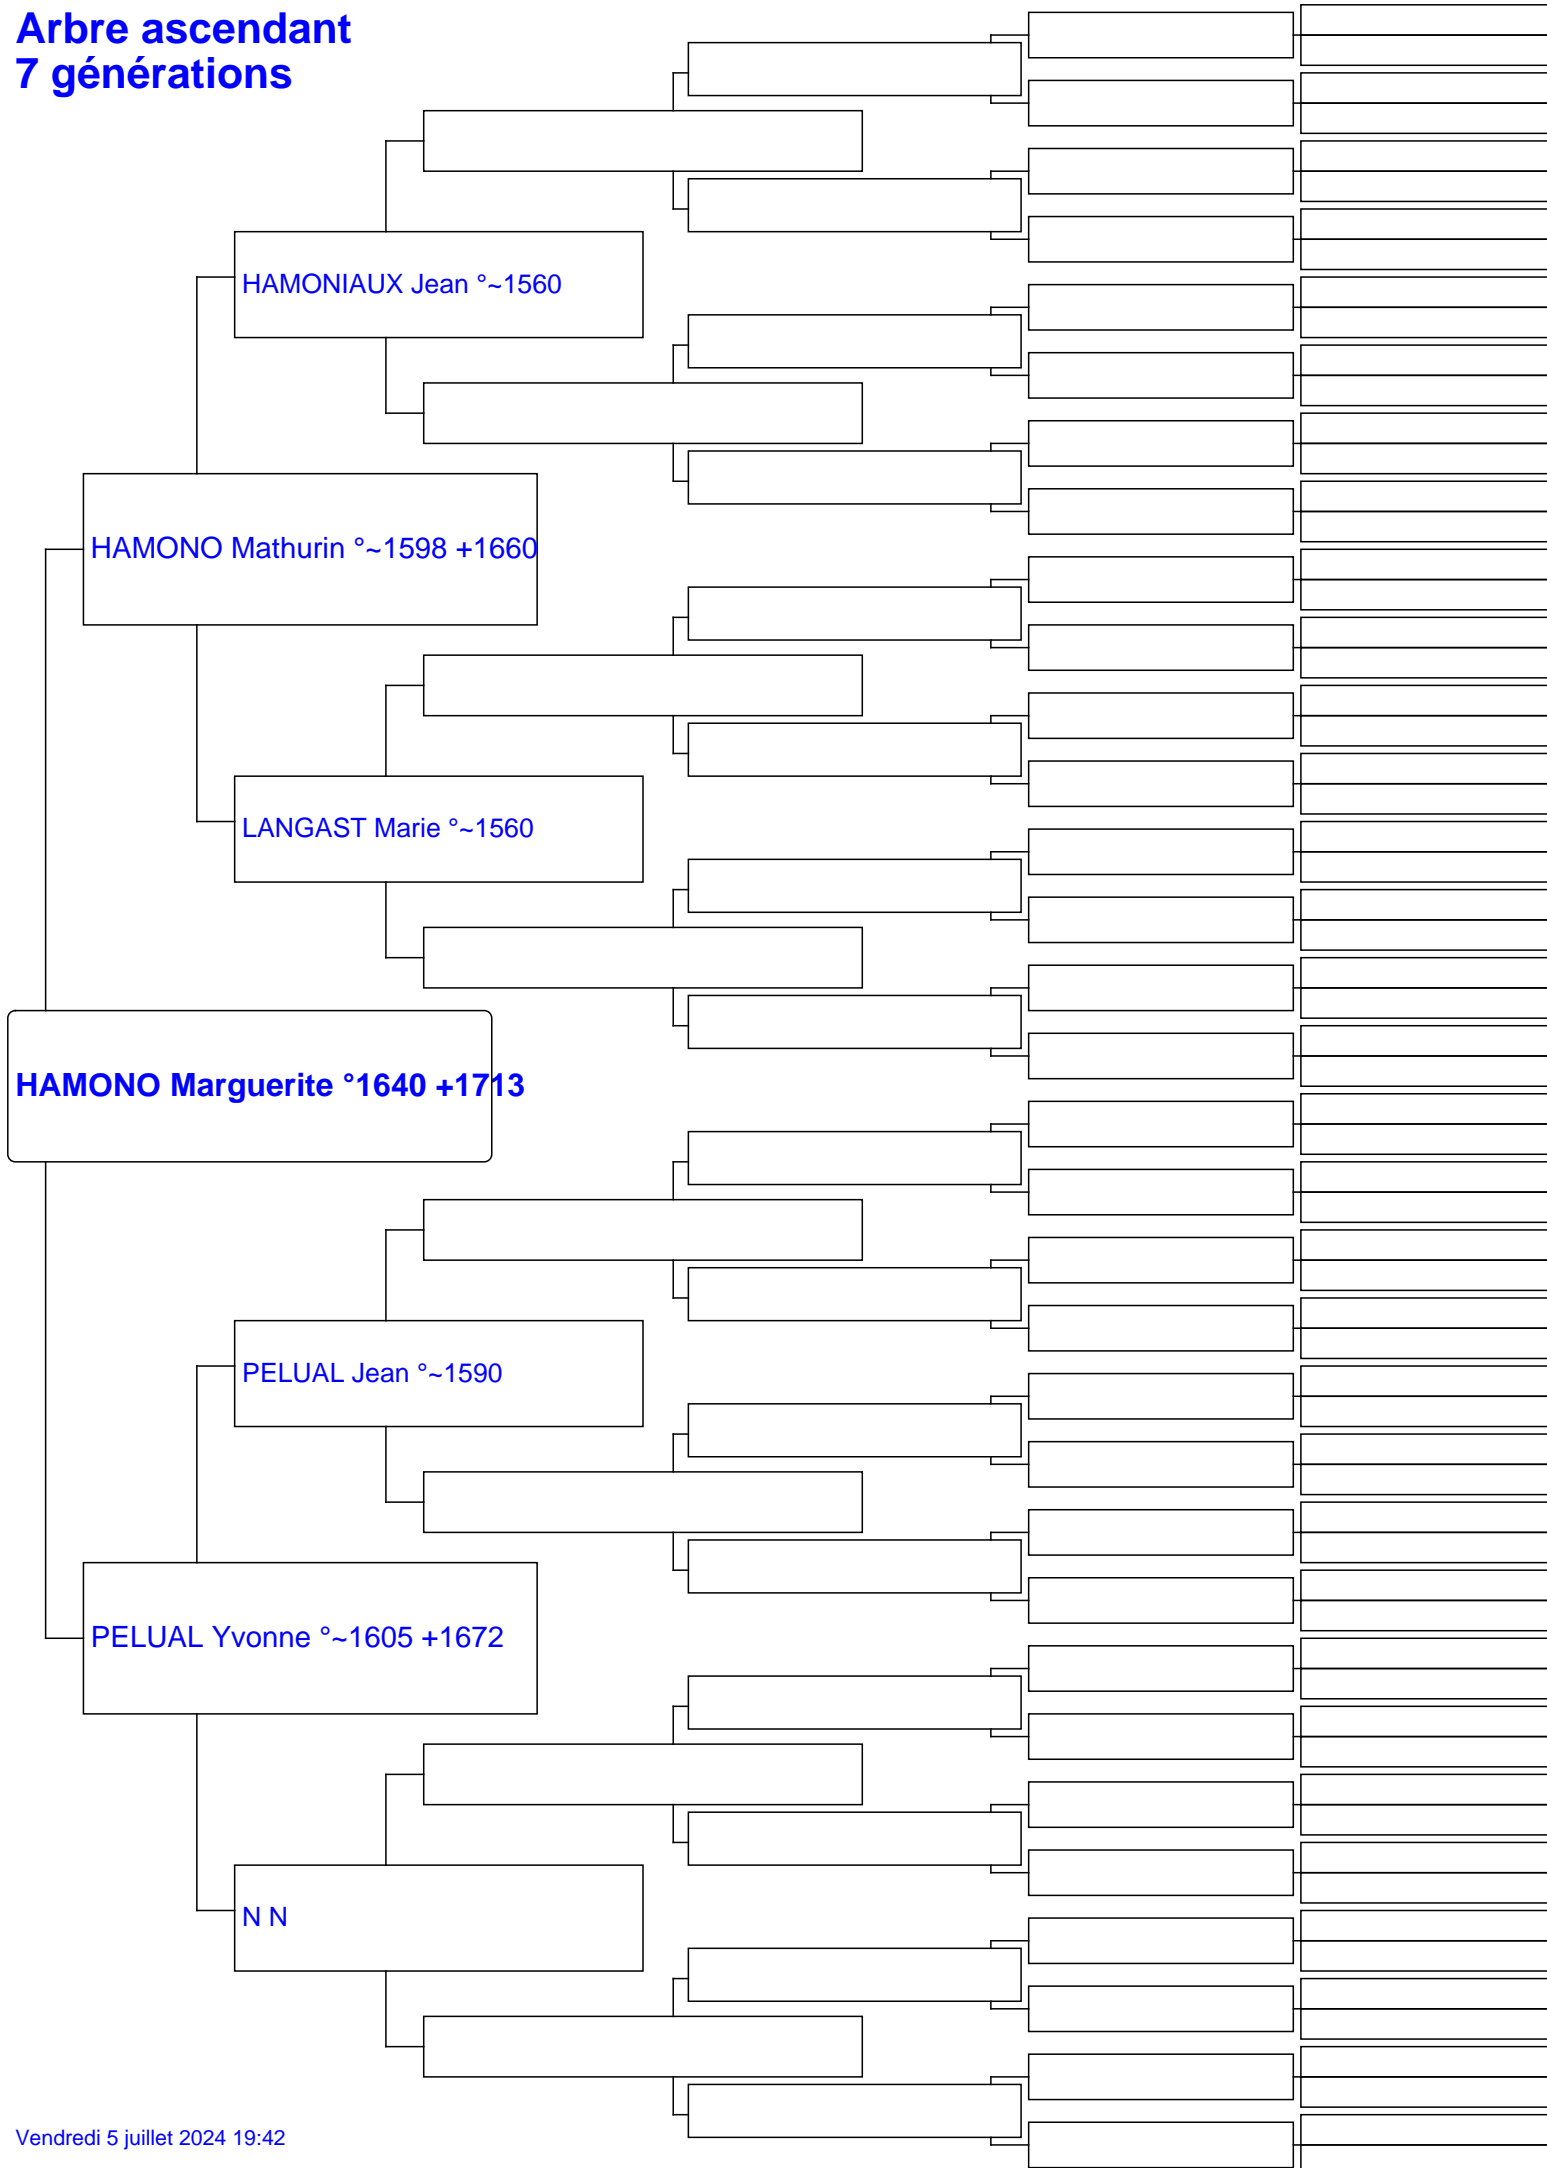 Arbre ascendant
7 générations
HAMONIAUX Jean °~1560
HAMONO Mathurin °~1598 +1660
LANGAST Marie °~1560
HAMONO Marguerite °1640 +1713
PELUAL Jean °~1590
PELUAL Yvonne °~1605 +1672
N N
Vendredi 5 juillet 2024 19:42